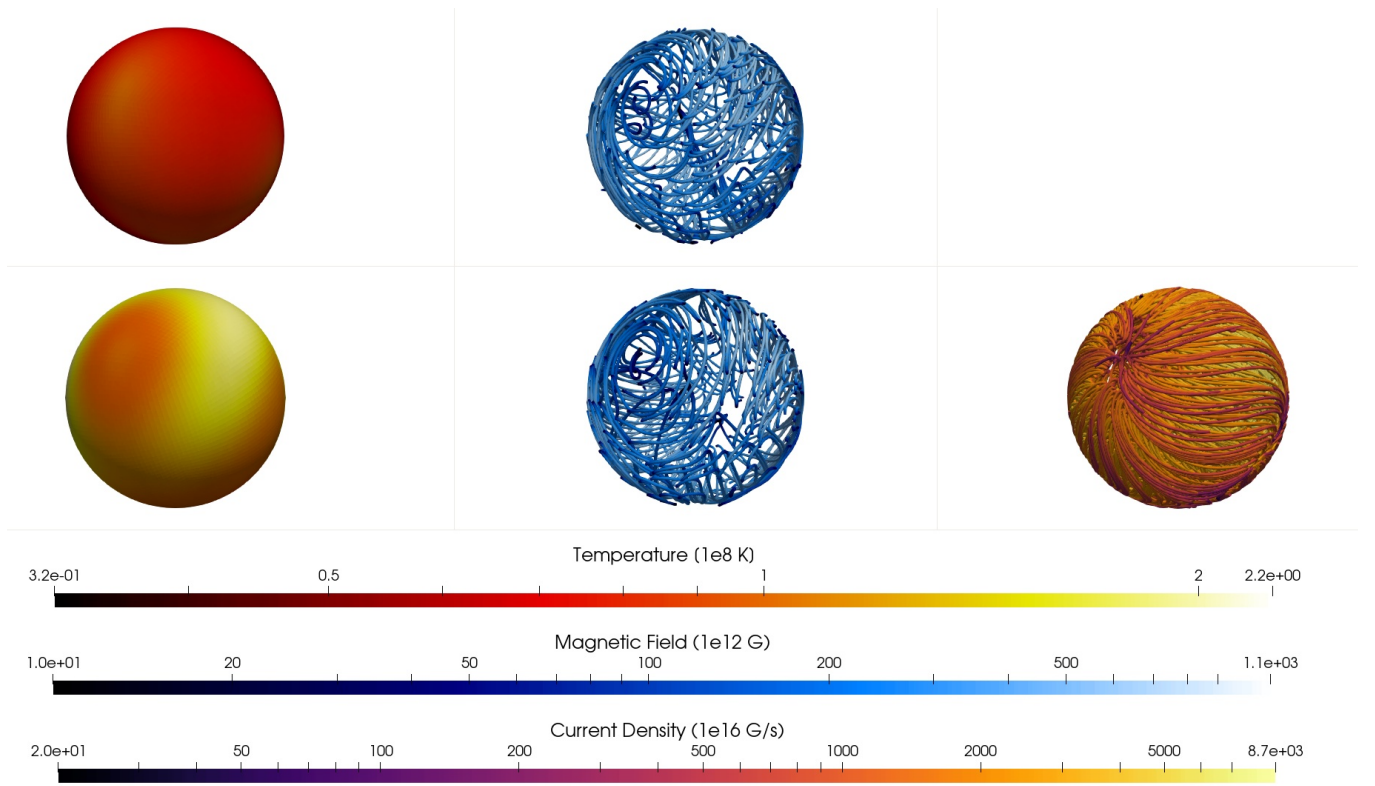 Temperature (1e8 K)
3.2e-01 0.5 1 2 2.2e+00
Magnetic Field (1e12 G)
1.0e+01 20 50 100 200 500 1.1e+03
Current Density (1e16 G/s)
2.0e+01 50 100 200 500 1000 2000 5000 8.7e+03